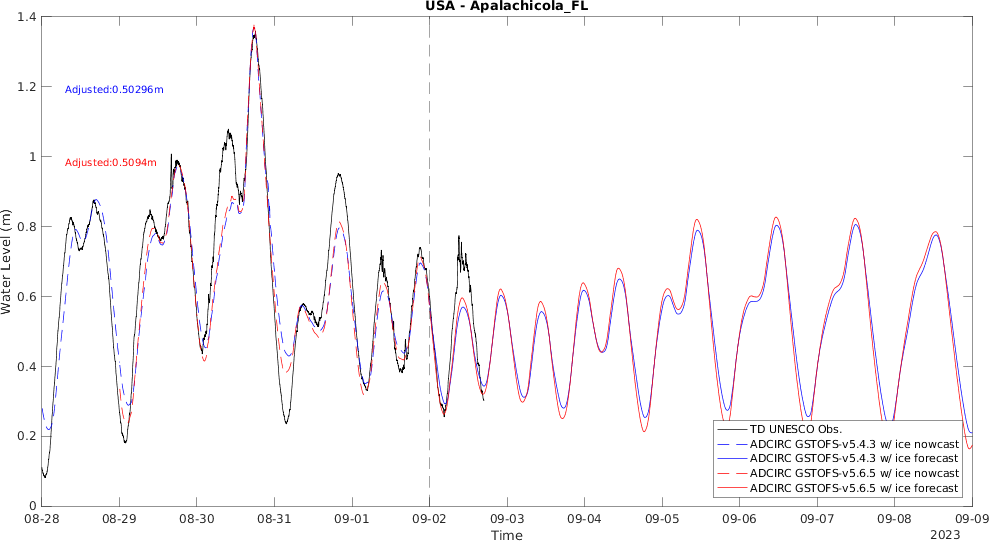 USA - Apalachicola_FL
1.4
1.2
1
0.8
0.6
0.4
0.2
0
Water Level (m)
Adjusted:0.50296m
Adjusted:0.5094m
TD UNESCO Obs.
ADCIRC GSTOFS-v5.4.3 w/ ice nowcast
ADCIRC GSTOFS-v5.4.3 w/ ice forecast
ADCIRC GSTOFS-v5.6.5 w/ ice nowcast
ADCIRC GSTOFS-v5.6.5 w/ ice forecast
08-28 08-29 08-30 08-31 09-01 09-02 09-03 09-04 09-05 09-06 09-07 09-08 09-09
Time
2023